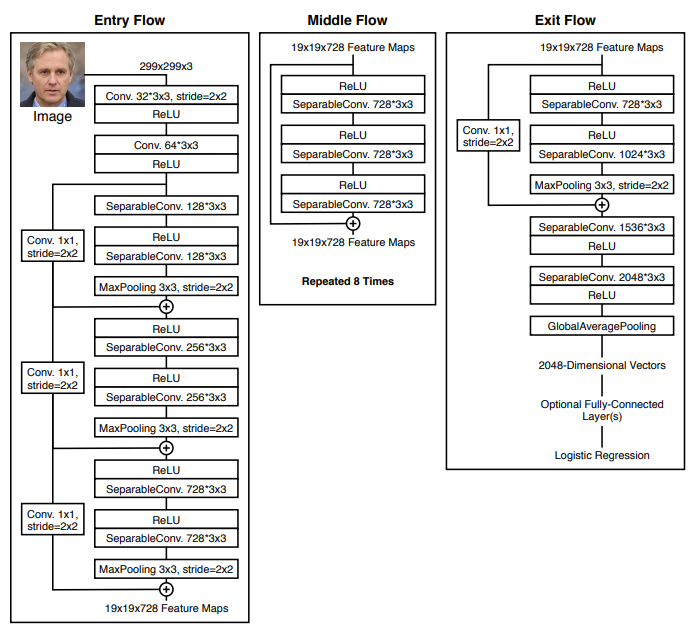 Entry Flow
299x299x3
Image
Conv. 32*3x3, stride=2x2
ReLU
Conv. 64*3x3
ReLU
SeparableConv. 128*3x3
ReLU
SeparableConv. 128*3x3
MaxPooling 3x3, stride=2x2
Conv. 1x1,
stride=2x2
+
ReLU
SeparableConv. 256*3x3
ReLU
SeparableConv. 256*3x3
MaxPooling 3x3, stride=2x2
Conv. 1x1,
stride=2x2
+
ReLU
SeparableConv. 728*3x3
ReLU
SeparableConv. 728*3x3
MaxPooling 3x3, stride=2x2
Conv. 1x1,
stride=2x2
+
19x19x728 Feature Maps
Middle Flow
19x19x728 Feature Maps
ReLU
SeparableConv. 728*3x3
ReLU
SeparableConv. 728*3x3
ReLU
SeparableConv. 728*3x3
+
19x19x728 Feature Maps
Repeated 8 Times
Exit Flow
19x19x728 Feature Maps
ReLU
SeparableConv. 728*3x3
ReLU
SeparableConv. 1024*3x3
MaxPooling 3x3, stride=2x2
Conv. 1x1,
stride=2x2
+
SeparableConv. 1536*3x3
ReLU
SeparableConv. 2048*3x3
ReLU
GlobalAveragePooling
2048-Dimensional Vectors
Optional Fully-Connected
Layer(s)
Logistic Regression